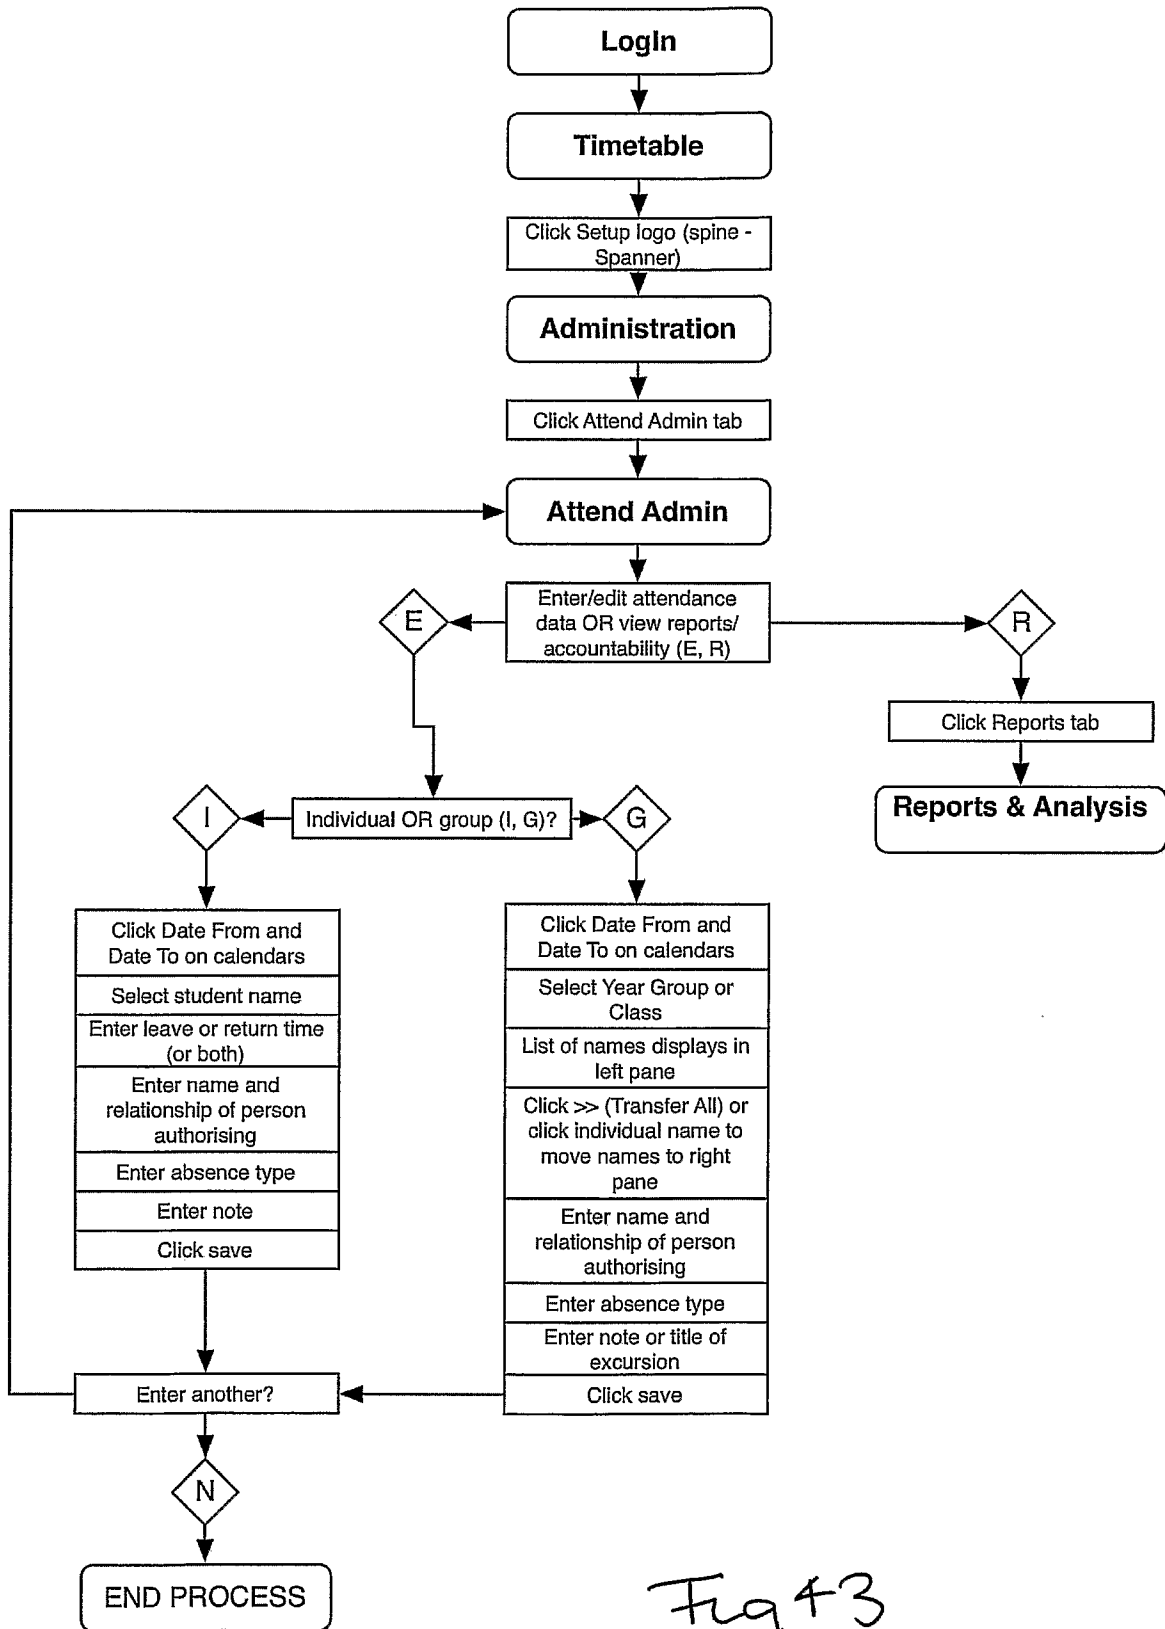 LogIn
Timetable
Click Setup logo (spine -
Spanner)
Administration
Click Attend Admin tab
Attend Admin
Enter/edit attendance
data OR view reports/
accountability (E, R)
E
R
Click Reports tab
Reports & Analysis
Individual OR group (I, G)?
I
G
Click Date From and
Date To on calendars
Select student name
Enter leave or return time
(or both)
Enter name and
relationship of person
authorising
Enter absence type
Enter note
Click save
Click Date From and
Date To on calendars
Select Year Group or
Class
List of names displays in
left pane
Click >> (Transfer All) or
click individual name to
move names to right
pane
Enter name and
relationship of person
authorising
Enter absence type
Enter note or title of
excursion
Click save
Enter another?
N
END PROCESS
Fig 43